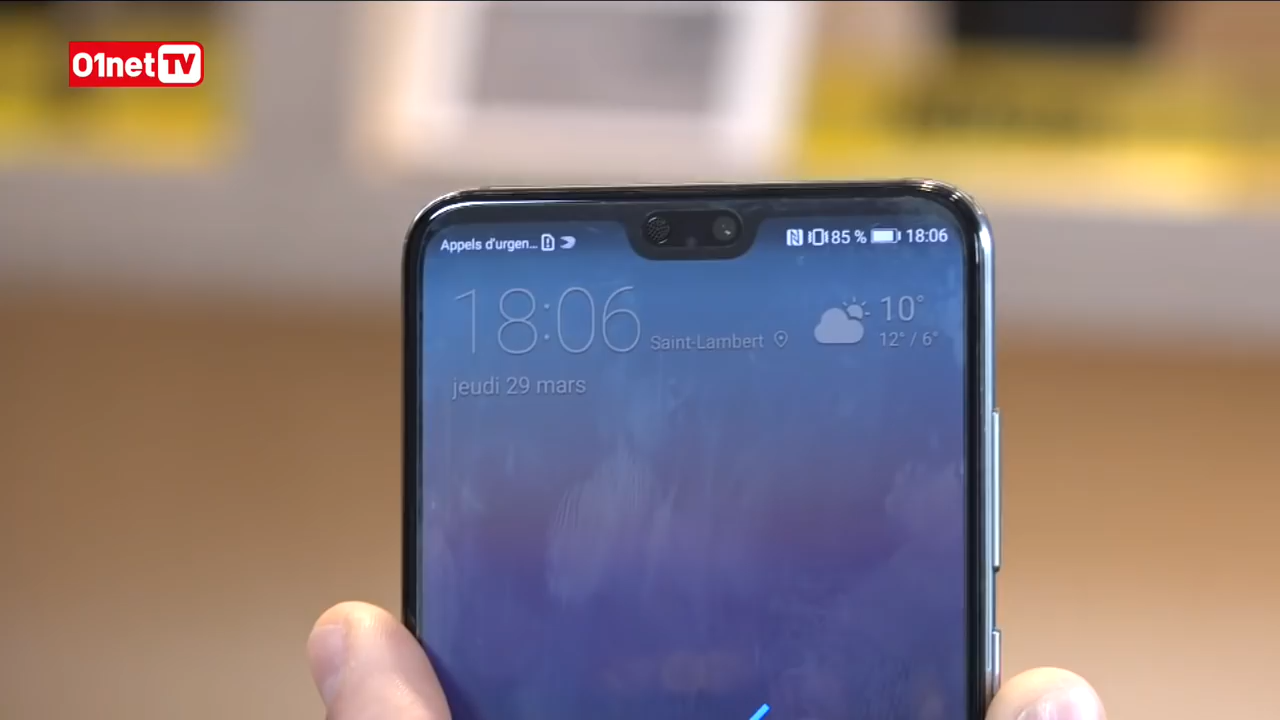 01netTV
Appels d'urgen... 85 % 18:06
18:06 Saint-Lambert 10°
12° / 6°
jeudi 29 mars